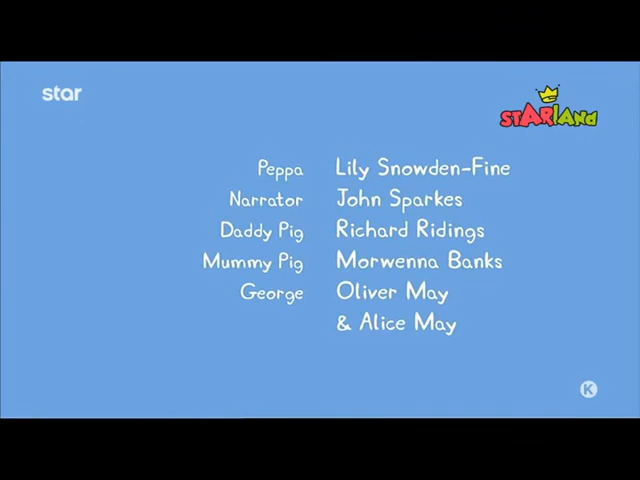 star
STARLAND
Peppa Lily Snowden-Fine
Narrator John Sparkes
Daddy Pig Richard Ridings
Mummy Pig Morwenna Banks
George Oliver May
& Alice May
K